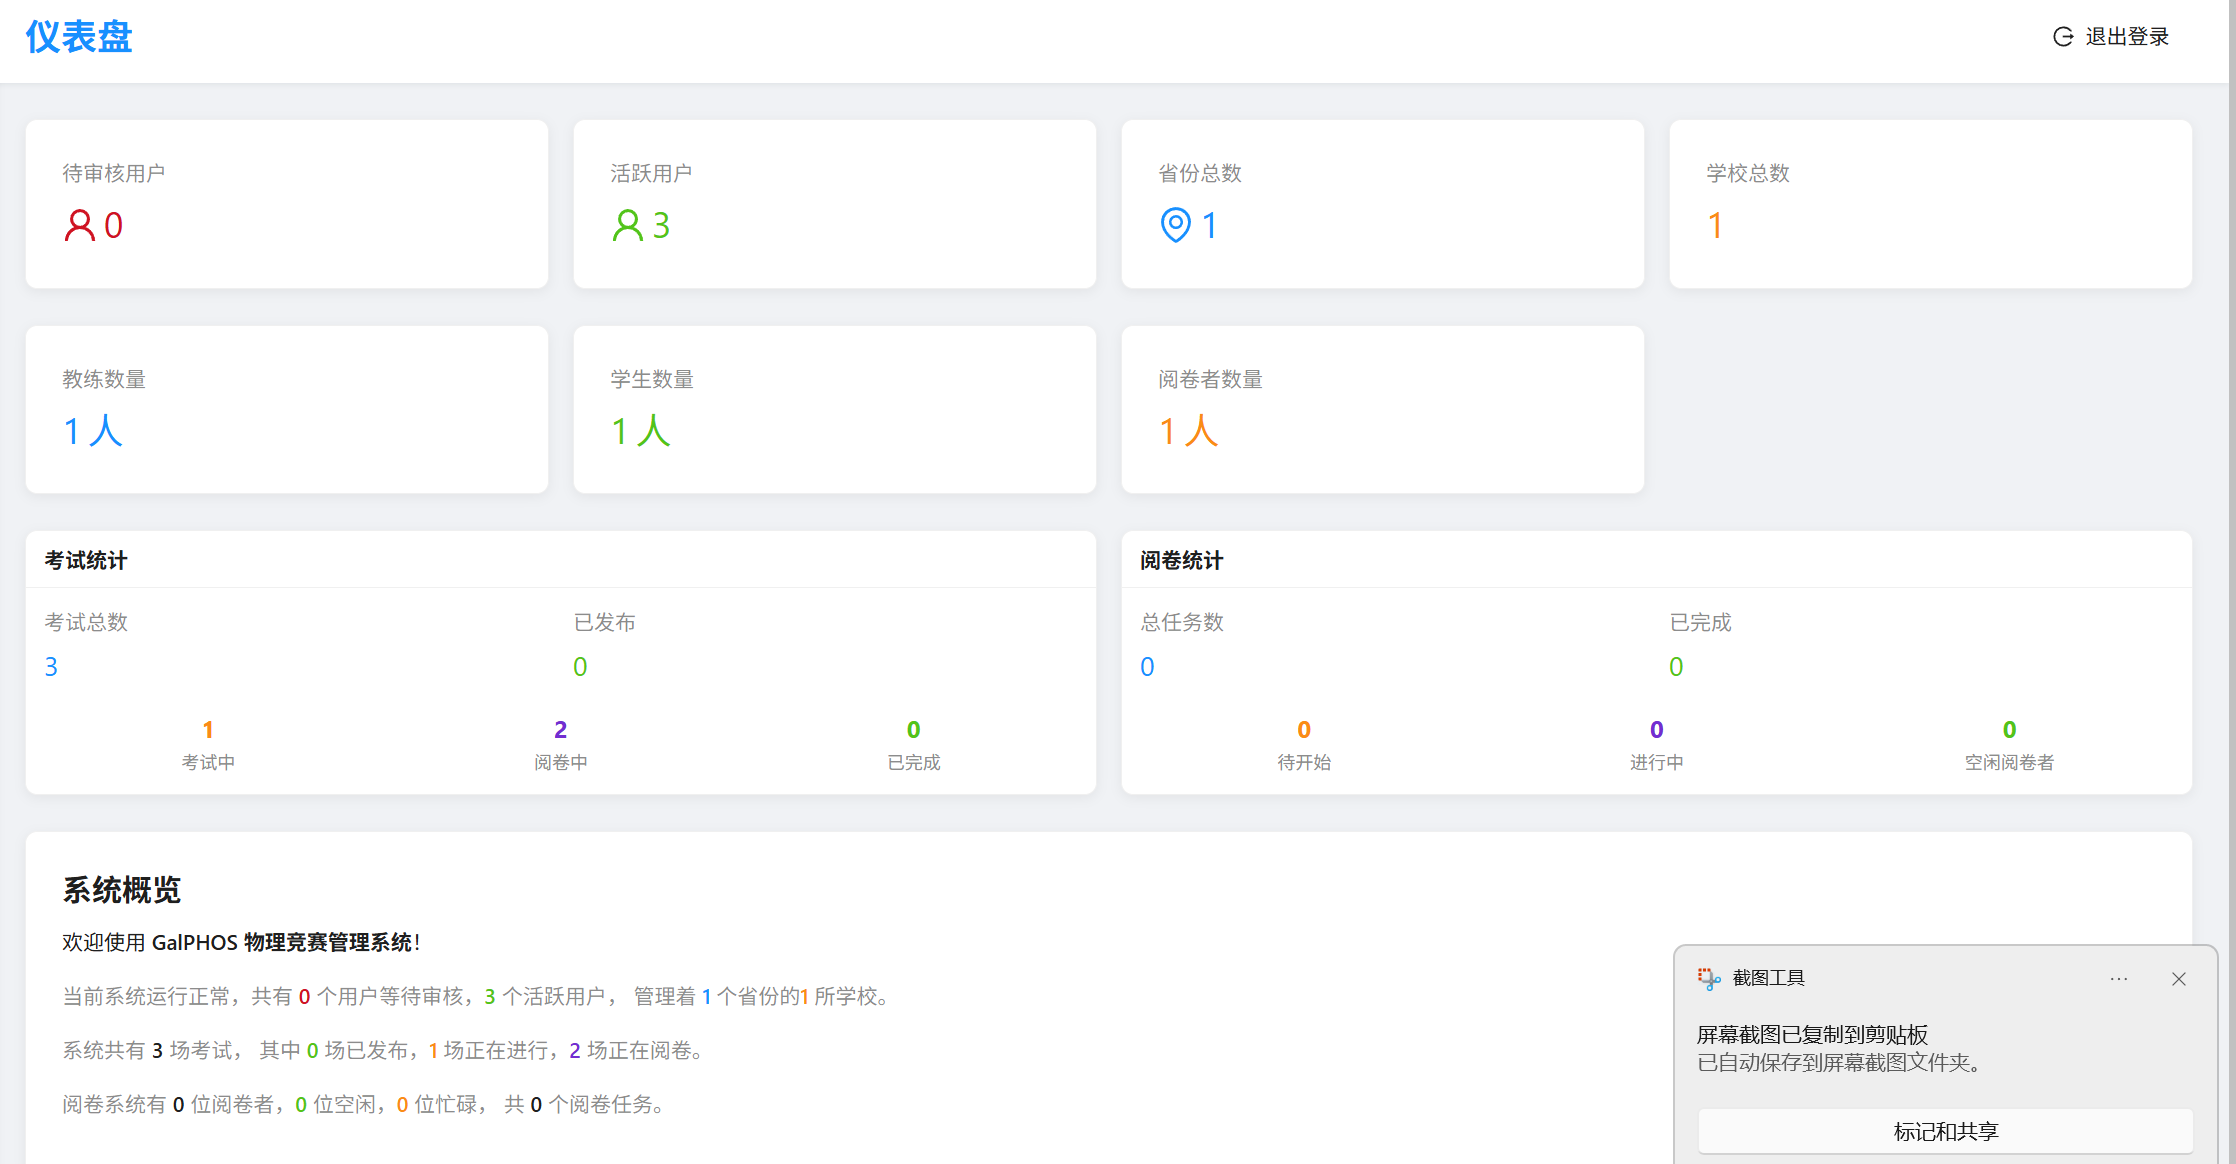 仪表盘
退出登录
待审核用户
0
活跃用户
3
省份总数
1
学校总数
1
教练数量
1 人
学生数量
1 人
阅卷者数量
1 人
考试统计
考试总数
3
已发布
0
1
考试中
2
阅卷中
0
已完成
阅卷统计
总任务数
0
已完成
0
0
待开始
0
进行中
0
空闲阅卷者
系统概览
欢迎使用 GalPHOS 物理竞赛管理系统！
当前系统运行正常，共有 0 个用户等待审核，3 个活跃用户， 管理着 1 个省份的1 所学校。
系统共有 3 场考试， 其中 0 场已发布，1 场正在进行，2 场正在阅卷。
阅卷系统有 0 位阅卷者，0 位空闲，0 位忙碌， 共 0 个阅卷任务。
截图工具
屏幕截图已复制到剪贴板
已自动保存到屏幕截图文件夹。
标记和共享